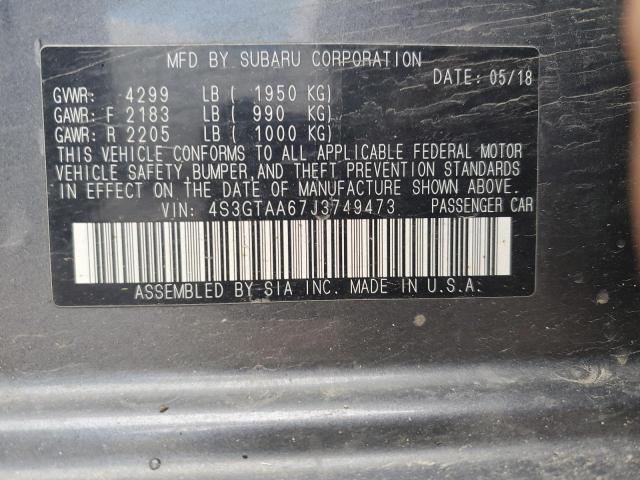 MFD BY SUBARU CORPORATION
DATE: 05/18
GVWR: 4299 LB ( 1950 KG)
GAWR: F 2183 LB ( 990 KG)
GAWR: R 2205 LB ( 1000 KG)
THIS VEHICLE CONFORMS TO ALL APPLICABLE FEDERAL MOTOR
VEHICLE SAFETY, BUMPER, AND THEFT PREVENTION STANDARDS
IN EFFECT ON THE DATE OF MANUFACTURE SHOWN ABOVE.
VIN: 4S3GTAA67J3749473 PASSENGER CAR
ASSEMBLED BY SIA INC. MADE IN U.S.A.